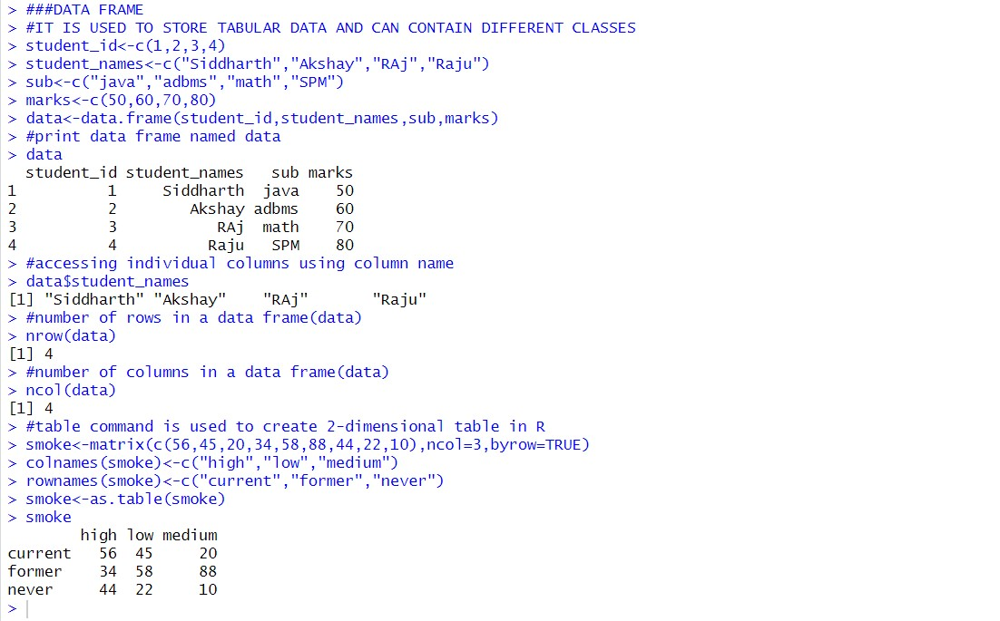 > ###DATA FRAME
> #IT IS USED TO STORE TABULAR DATA AND CAN CONTAIN DIFFERENT CLASSES
> student_id<-c(1,2,3,4)
> student_names<-c("Siddharth","Akshay","RAj","Raju")
> sub<-c("java","adbms","math","SPM")
> marks<-c(50,60,70,80)
> data<-data.frame(student_id,student_names,sub,marks)
> #print data frame named data
> data
  student_id student_names   sub marks
1          1     Siddharth  java    50
2          2        Akshay adbms    60
3          3           RAj  math    70
4          4          Raju   SPM    80
> #accessing individual columns using column name
> data$student_names
[1] "Siddharth" "Akshay"    "RAj"       "Raju"
> #number of rows in a data frame(data)
> nrow(data)
[1] 4
> #number of columns in a data frame(data)
> ncol(data)
[1] 4
> #table command is used to create 2-dimensional table in R
> smoke<-matrix(c(56,45,20,34,58,88,44,22,10),ncol=3,byrow=TRUE)
> colnames(smoke)<-c("high","low","medium")
> rownames(smoke)<-c("current","former","never")
> smoke<-as.table(smoke)
> smoke
        high low medium
current   56  45     20
former    34  58     88
never     44  22     10
>